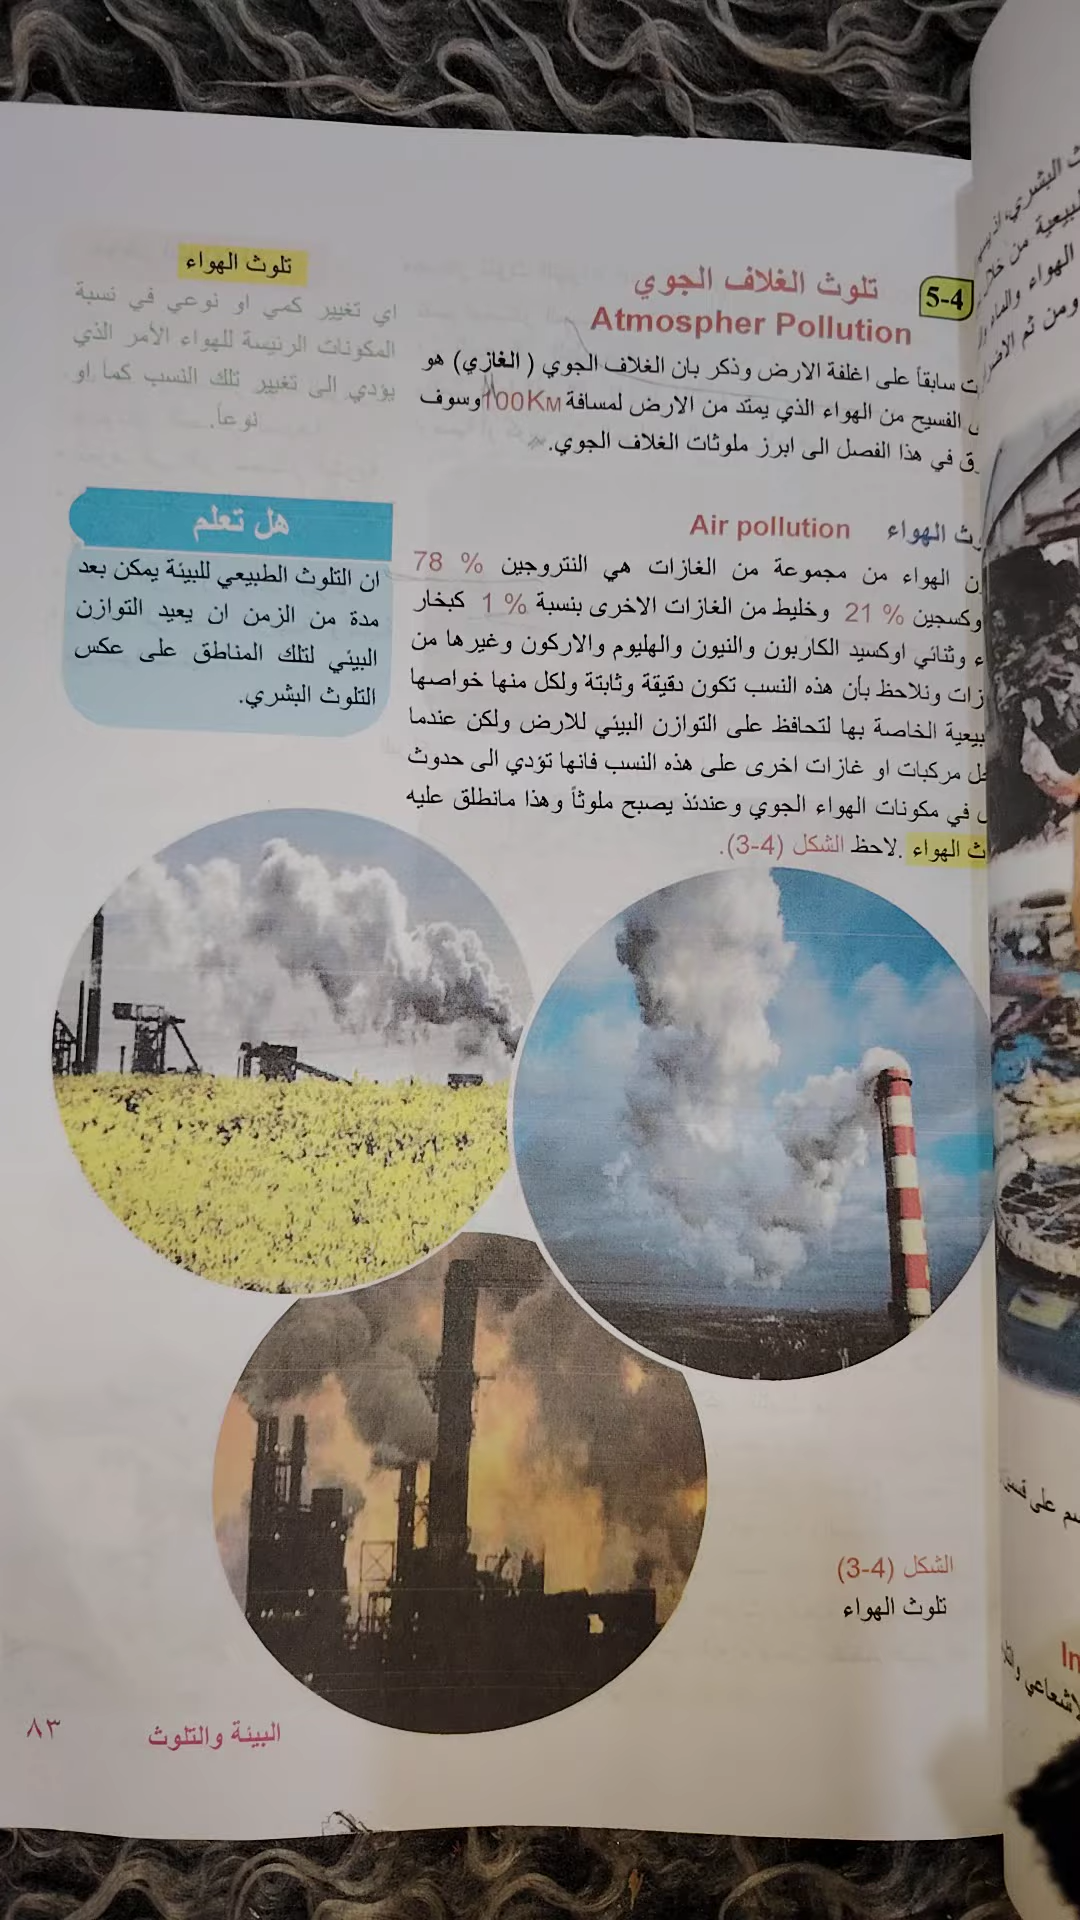 5-4
تلوث الغلاف الجوي
Atmospher Pollution
سابقاً على اغلفة الارض وذكر بان الغلاف الجوي ( الغازي) هو
الفسيح من الهواء الذي يمتد من الارض لمسافة 100KM وسوف
في هذا الفصل الى ابرز ملوثات الغلاف الجوي.
الهواء Air pollution
الهواء من مجموعة من الغازات هي النتروجين % 78
وكسجين % 21 وخليط من الغازات الاخرى بنسبة % 1 كبخار
وثنائي اوكسيد الكاربون والنيون والهليوم والاركون وغيرها من
ونلاحظ بأن هذه النسب تكون دقيقة وثابتة ولكل منها خواصها
الخاصة بها لتحافظ على التوازن البيئي للارض ولكن عندما
مركبات او غازات اخرى على هذه النسب فانها تؤدي الى حدوث
في مكونات الهواء الجوي وعندئذ يصبح ملوثاً وهذا مانطلق عليه
الهواء .لاحظ الشكل (4-3).
تلوث الهواء
اي تغيير كمي او نوعي في نسبة
المكونات الرئيسة للهواء الأمر الذي
يؤدي الى تغيير تلك النسب كما او
نوعاً.
هل تعلم
ان التلوث الطبيعي للبيئة يمكن بعد
مدة من الزمن ان يعيد التوازن
البيئي لتلك المناطق على عكس
التلوث البشري.
الشكل (4-3)
تلوث الهواء
البيئة والتلوث
٨٣
البشري،
من
الهواء
ومن ثم
على
In